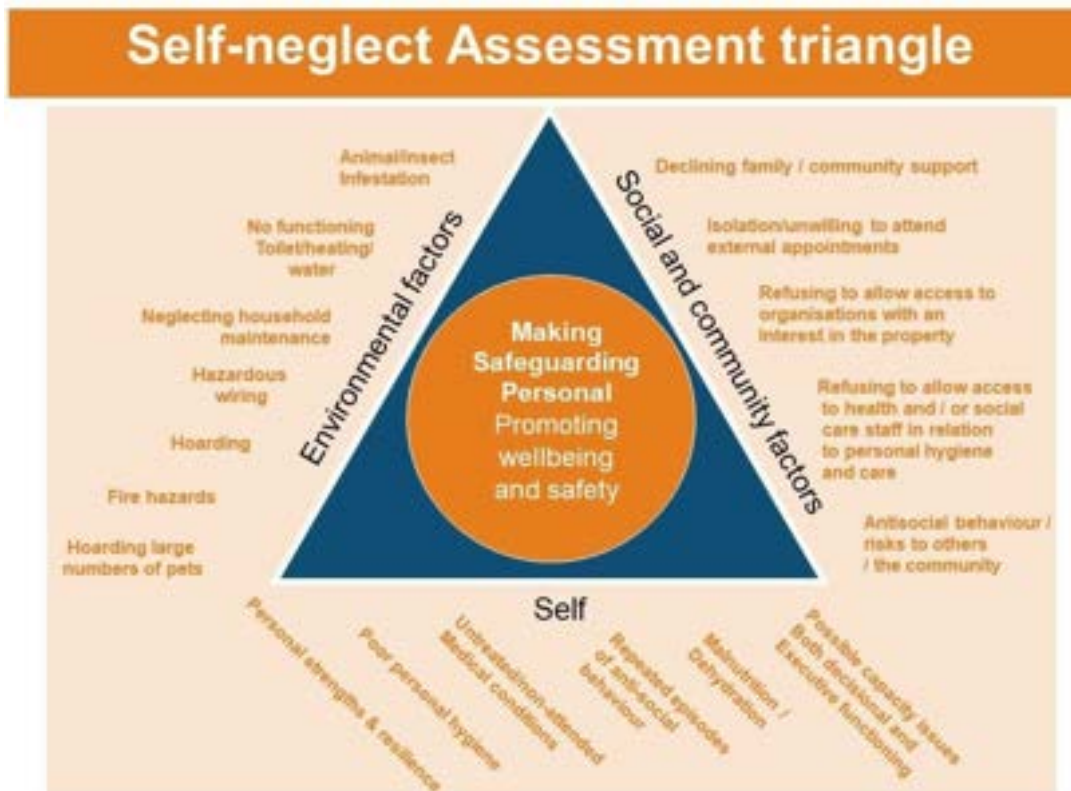 Self-neglect Assessment triangle
Animal/insect
Infestation
No functioning
Toilet/heating/
water
Neglecting household
maintenance
Hazardous
wiring
Hoarding
Fire hazards
Hoarding large
numbers of pets
Environmental factors
Making
Safeguarding
Personal
Promoting
wellbeing
and safety
Social and community factors
Declining family / community support
Isolation/unwilling to attend
external appointments
Refusing to allow access to
organisations with an
interest in the property
Refusing to allow access
to health and / or social
care staff in relation
to personal hygiene
and care
Antisocial behaviour /
risks to others
/ the community
Self
Personal strengths & resilience
Poor personal hygiene
Untreated/non-attended
Medical conditions
Repeated episodes
of anti-social
behaviour
Malnutrition /
Dehydration
Possible capacity issues
Both decisional and
Executive functioning